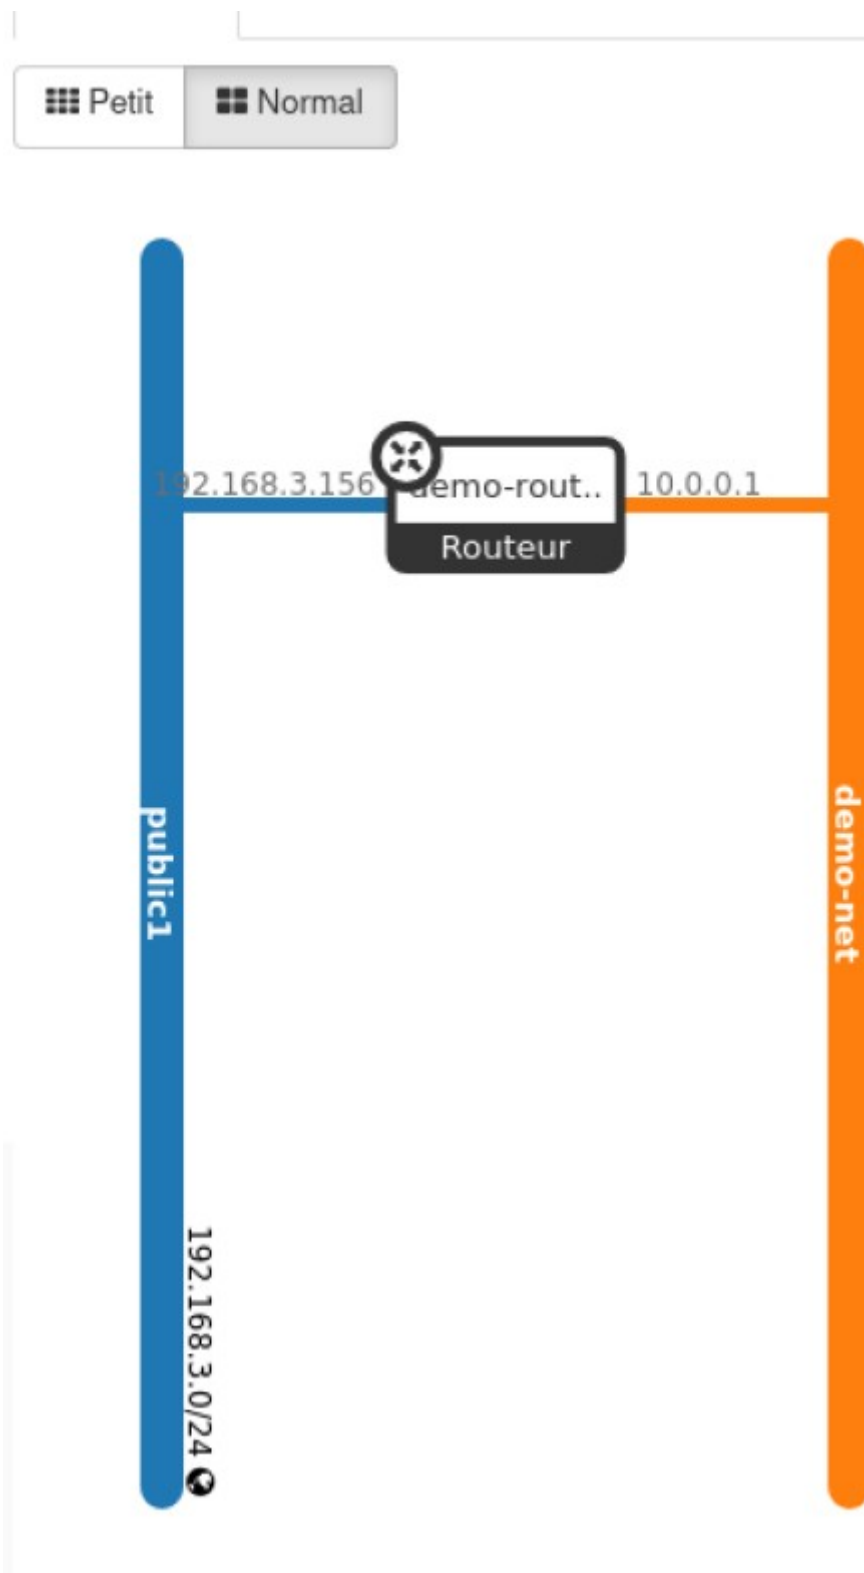 Petit
Normal
192.168.3.156
demo-rout..
10.0.0.1
Routeur
public1
demo-net
192.168.3.0/24